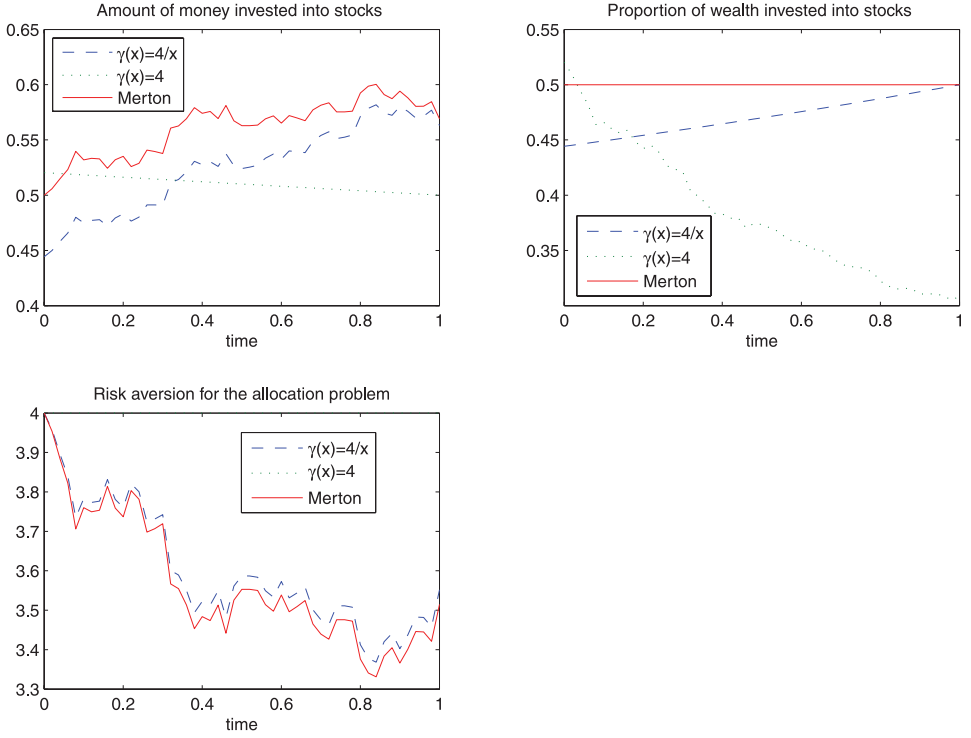 Amount of money invested into stocks
0.65
0.6
0.55
0.5
0.45
0.4
γ(x)=4/x
γ(x)=4
Merton
0 0.2 0.4 0.6 0.8 1
time
Proportion of wealth invested into stocks
0.55
0.5
0.45
0.4
0.35
γ(x)=4/x
γ(x)=4
Merton
0 0.2 0.4 0.6 0.8 1
time
Risk aversion for the allocation problem
4
3.9
3.8
3.7
3.6
3.5
3.4
3.3
γ(x)=4/x
γ(x)=4
Merton
0 0.2 0.4 0.6 0.8 1
time